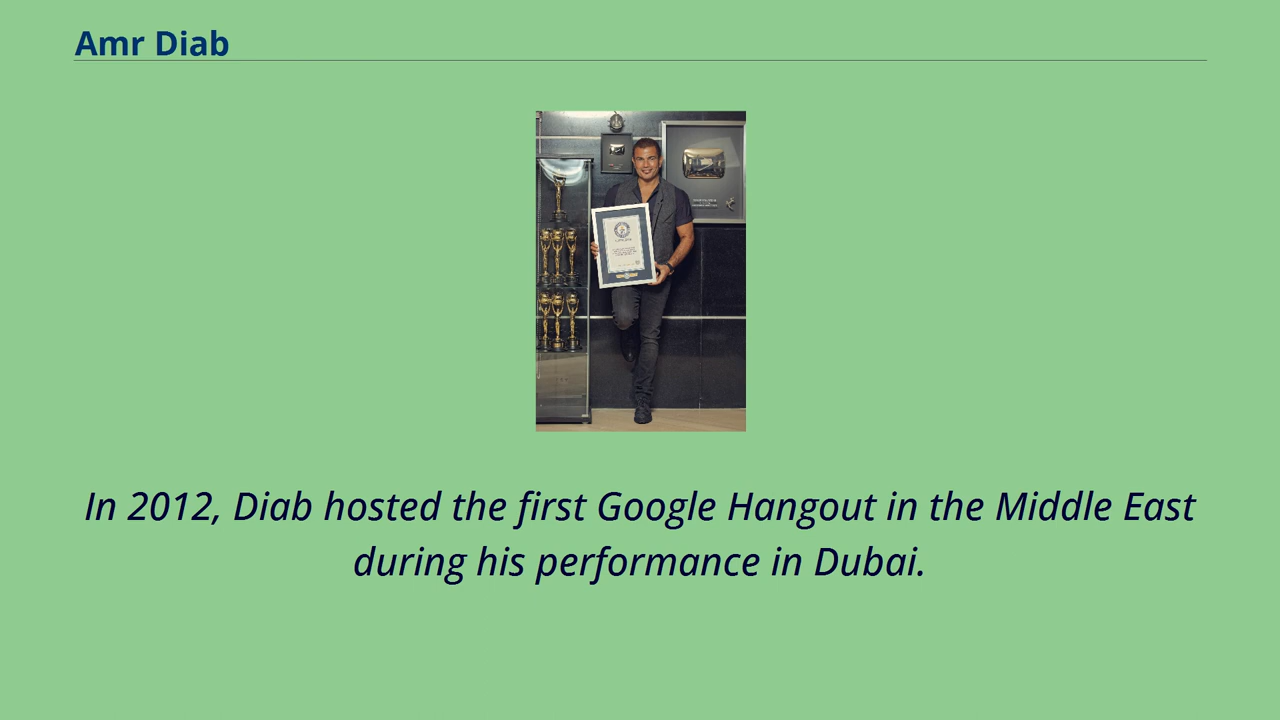 Amr Diab
In 2012, Diab hosted the first Google Hangout in the Middle East
during his performance in Dubai.